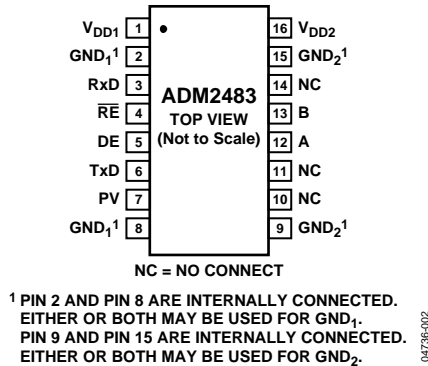 VDD1 1 16 VDD2
GND1¹ 2 15 GND2¹
RxD 3 14 NC
R̅E̅ 4 13 B
DE 5 12 A
TxD 6 11 NC
PV 7 10 NC
GND1¹ 8 9 GND2¹
ADM2483
TOP VIEW
(Not to Scale)
NC = NO CONNECT
¹ PIN 2 AND PIN 8 ARE INTERNALLY CONNECTED.
EITHER OR BOTH MAY BE USED FOR GND1.
PIN 9 AND PIN 15 ARE INTERNALLY CONNECTED.
EITHER OR BOTH MAY BE USED FOR GND2.
04736-002